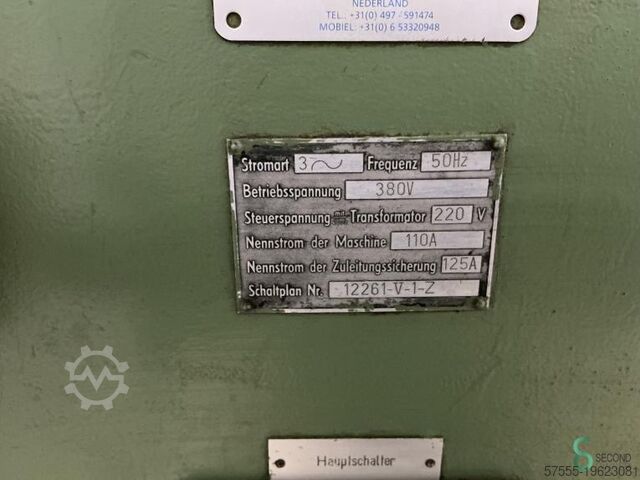 NEDERLAND
TEL.: +31(0) 497 - 591474
MOBIEL: +31(0) 6 53320948
Stromart 3~ Frequenz 50Hz
Betriebsspannung 380V
Steuerspannung Transformator 220 V
Nennstrom der Maschine 110A
Nennstrom der Zuleitungssicherung 125A
Schaltplan Nr. 12261-V-1-Z
Hauptschalter
SECOND
57555-19623081